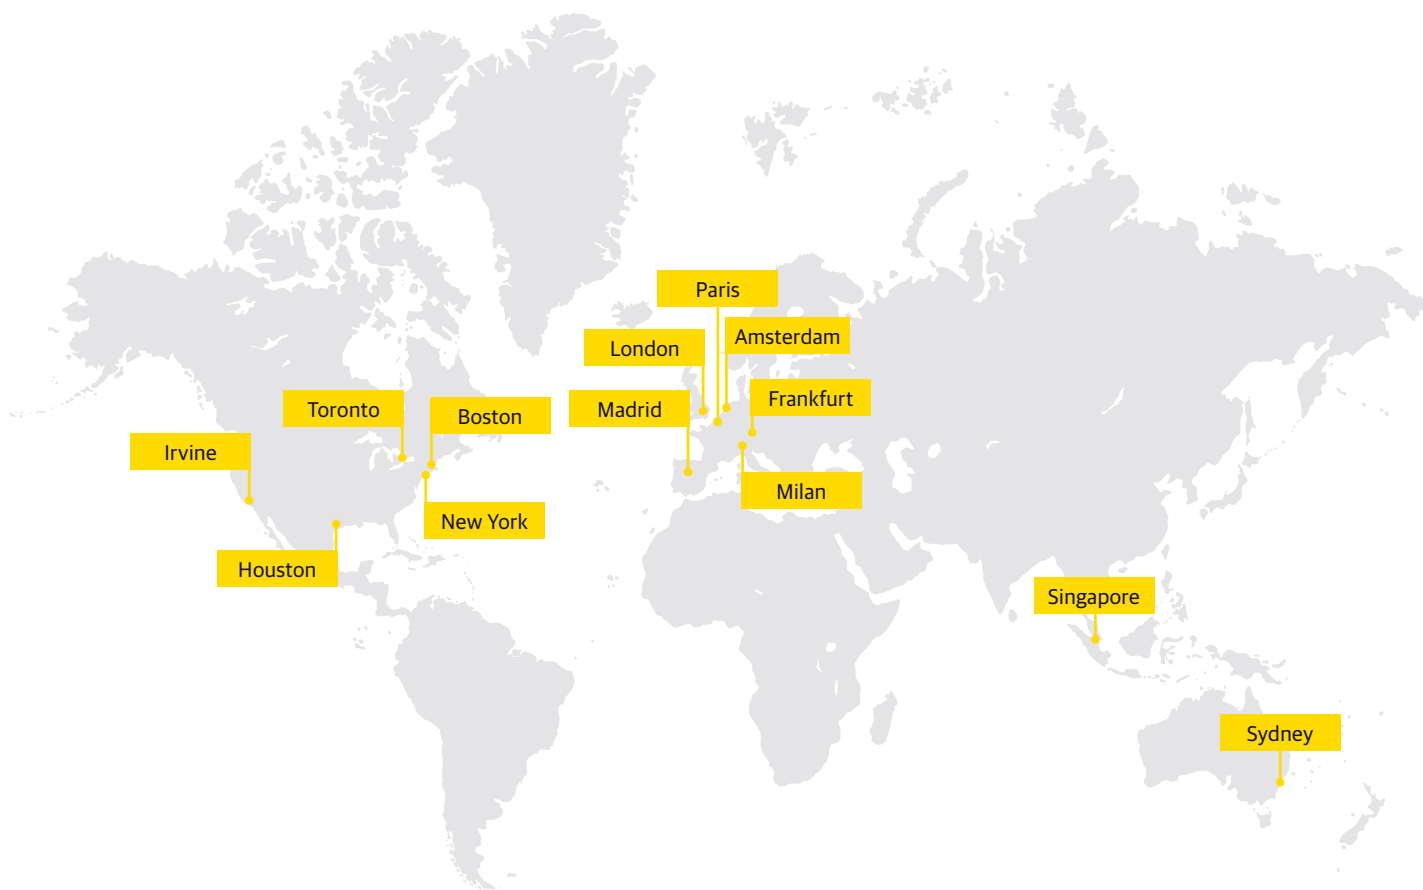 Paris
Amsterdam
London
Frankfurt
Madrid
Toronto
Boston
Irvine
Milan
New York
Houston
Singapore
Sydney